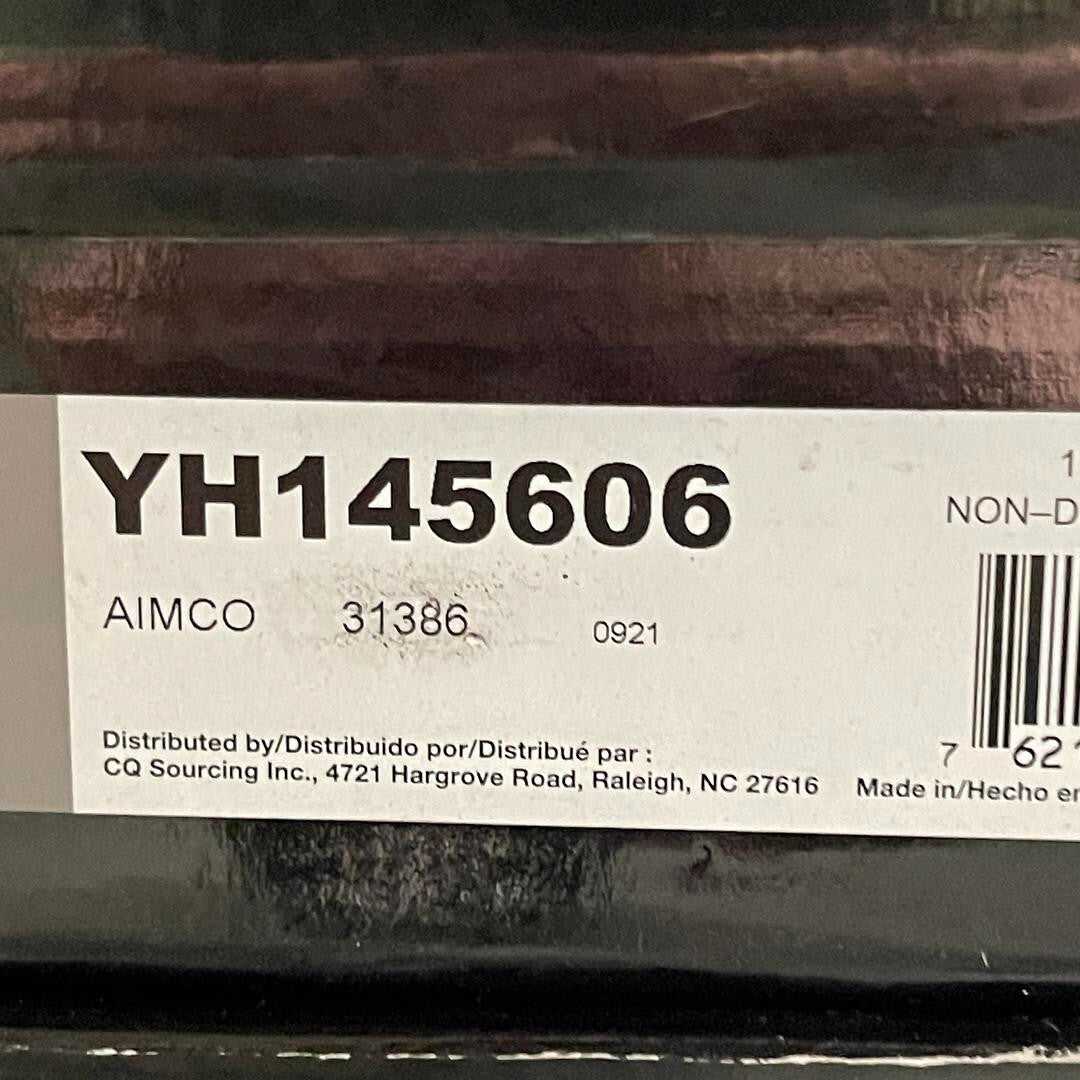 YH145606
1
NON–D
AIMCO 31386 0921
7 621
Distributed by/Distribuido por/Distribué par :
CQ Sourcing Inc., 4721 Hargrove Road, Raleigh, NC 27616
Made in/Hecho en